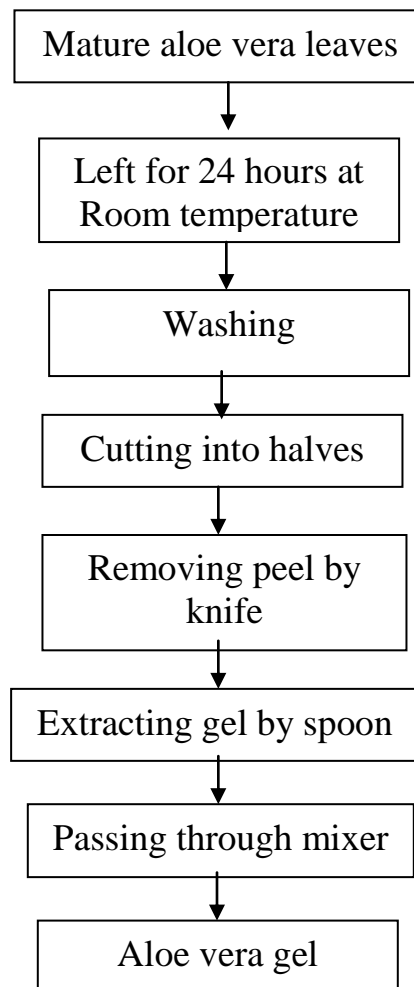 Mature aloe vera leaves
Left for 24 hours at
Room temperature
Washing
Cutting into halves
Removing peel by
knife
Extracting gel by spoon
Passing through mixer
Aloe vera gel